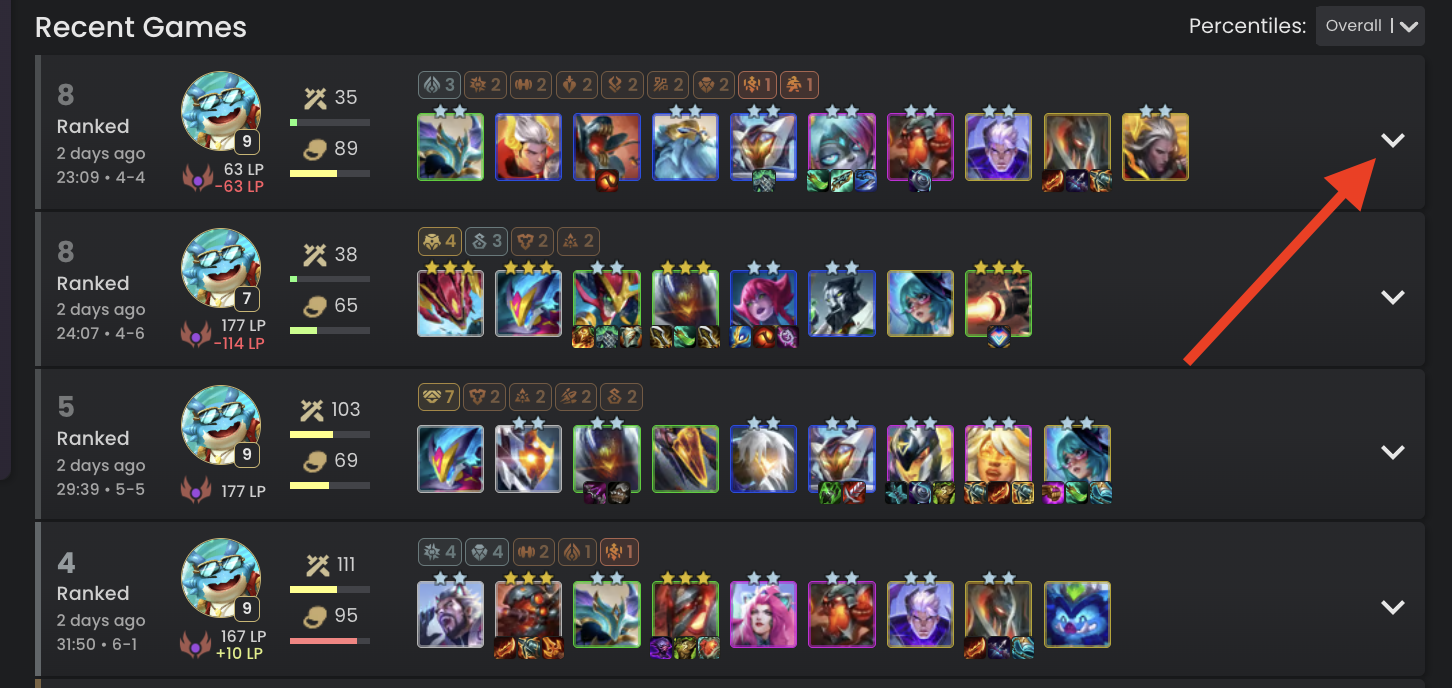 Recent Games
Percentiles: Overall
8
Ranked
2 days ago
23:09 • 4-4
9
63 LP
-63 LP
35
89
3 2 2 2 2 2 2 1 1
8
Ranked
2 days ago
24:07 • 4-6
7
177 LP
-114 LP
38
65
4 3 2 2
5
Ranked
2 days ago
29:39 • 5-5
9
177 LP
103
69
7 2 2 2 2
4
Ranked
2 days ago
31:50 • 6-1
9
167 LP
+10 LP
111
95
4 4 2 1 1